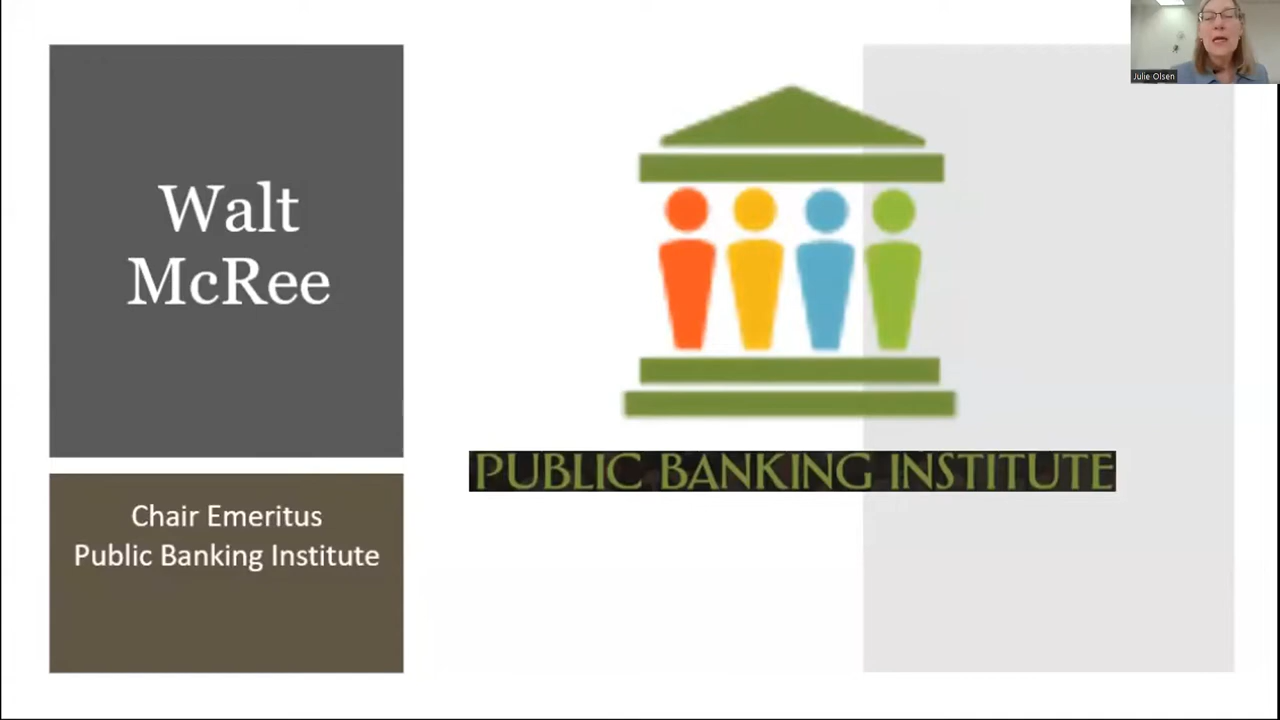 Walt
McRee
Chair Emeritus
Public Banking Institute
PUBLIC BANKING INSTITUTE
Julie Olsen